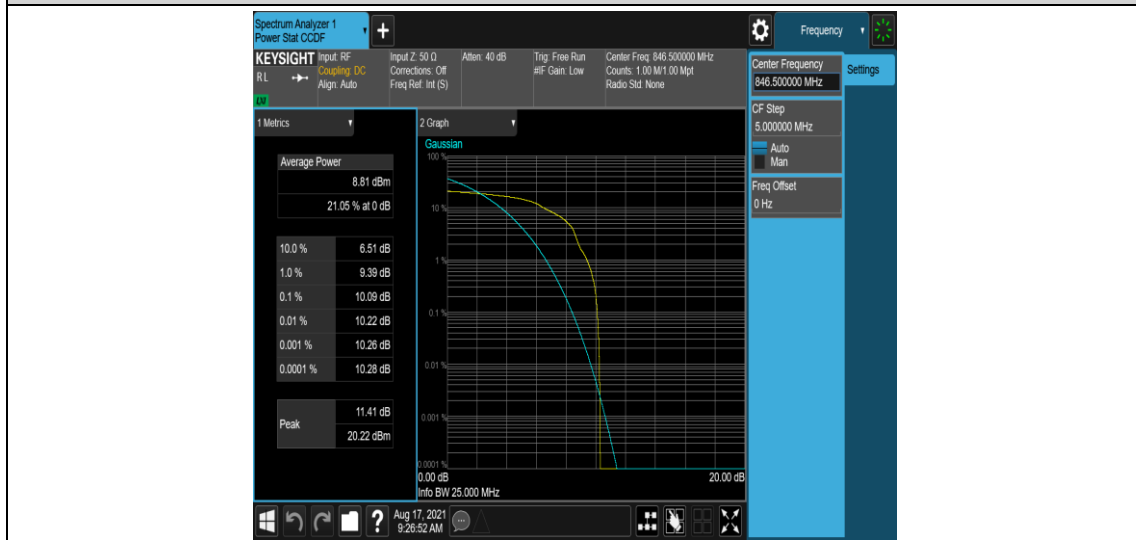 Spectrum Analyzer 1
Power Stat CCDF
+
Frequency
KEYSIGHT
Input: RF
Coupling: DC
Align: Auto
Input Z: 50 Ω
Corrections: Off
Freq Ref: Int (S)
Atten: 40 dB
Trig: Free Run
#IF Gain: Low
Center Freq: 846.500000 MHz
Counts: 1.00 M/1.00 Mpt
Radio Std: None
RL
LXI
Center Frequency
846.500000 MHz
Settings
CF Step
5.000000 MHz
Auto
Man
Freq Offset
0 Hz
1 Metrics
Average Power
8.81 dBm
21.05 % at 0 dB
10.0 % 6.51 dB
1.0 % 9.39 dB
0.1 % 10.09 dB
0.01 % 10.22 dB
0.001 % 10.26 dB
0.0001 % 10.28 dB
Peak
11.41 dB
20.22 dBm
2 Graph
Gaussian
100 %
10 %
1 %
0.1 %
0.01 %
0.001 %
0.0001 %
0.00 dB
20.00 dB
Info BW 25.000 MHz
?
Aug 17, 2021
9:26:52 AM